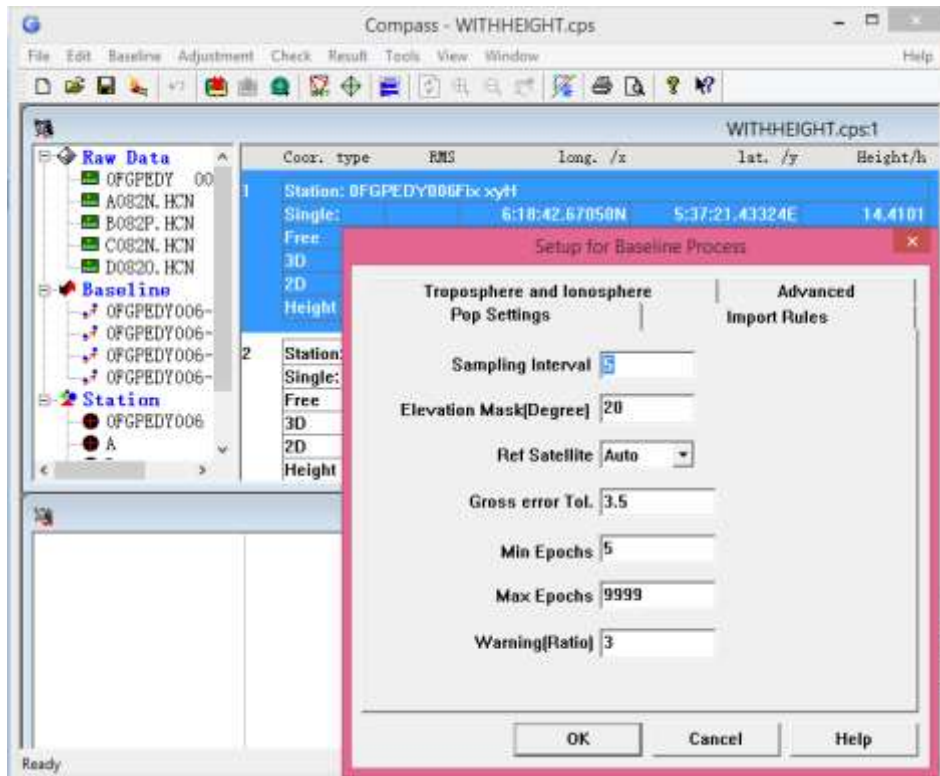 Compass - WITHHEIGHT.cps
File Edit Baseline Adjustment Check Result Tools View Window Help
WITHHEIGHT.cps:1
Raw Data
OFGPEDY 00
A082N.HCN
B082P.HCN
C082N.HCN
D0820.HCN
Baseline
OFGPEDY006-
OFGPEDY006-
OFGPEDY006-
OFGPEDY006-
Station
OFGPEDY006
A
Coor. type RMS long. /x lat. /y Height/h
1 Station: OFGPEDY006Fix xyH
Single: 6:18:42.67050N 5:37:21.43324E 14.4101
Free
3D
2D
Height
2 Station:
Single:
Free
3D
2D
Height
Setup for Baseline Process
Troposphere and Ionosphere Advanced
Pop Settings Import Rules
Sampling Interval 5
Elevation Mask(Degree) 20
Ref Satellite Auto
Gross error Tol. 3.5
Min Epochs 5
Max Epochs 9999
Warning(Ratio) 3
OK Cancel Help
Ready